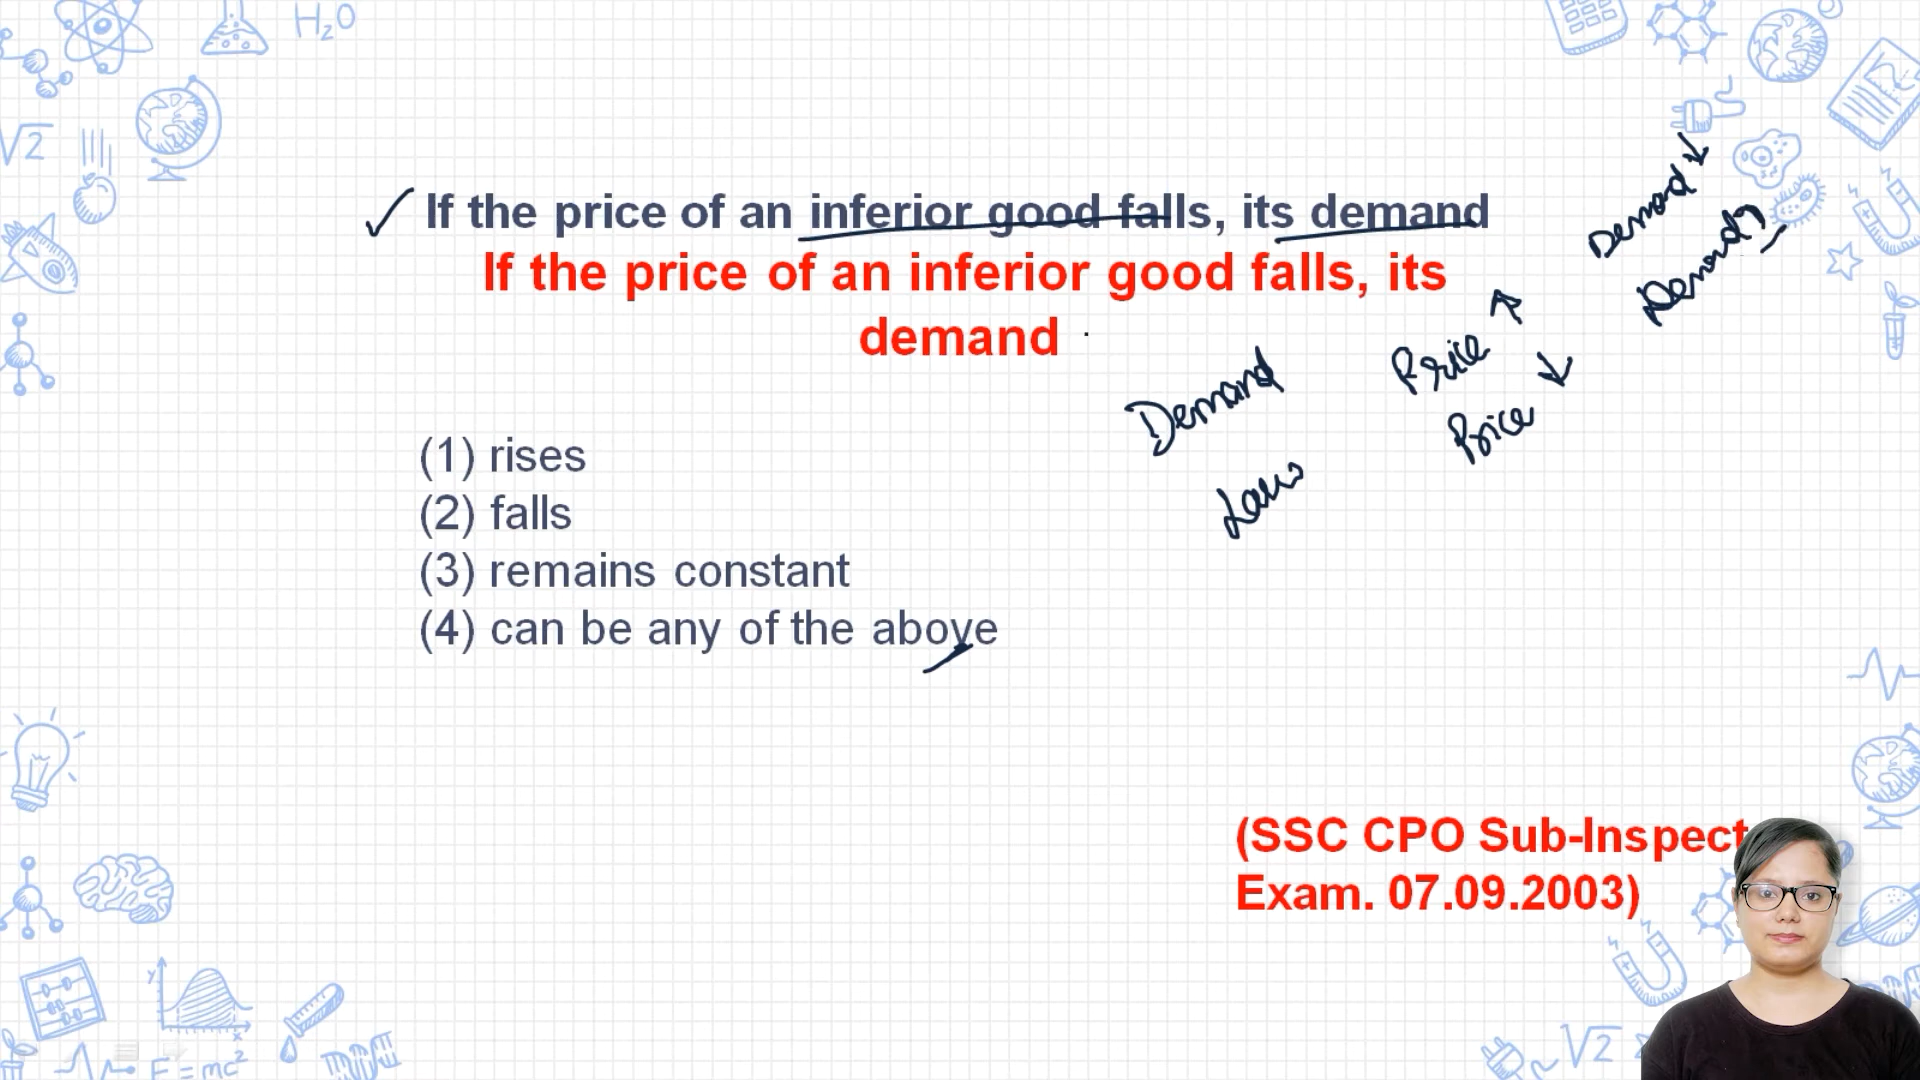 H₂O
√2
If the price of an inferior good falls, its demand
If the price of an inferior good falls, its
demand
Demand ↓
Demand
Price ↑
Price ↓
Demand
Law
(1) rises
(2) falls
(3) remains constant
(4) can be any of the above
(SSC CPO Sub-Inspect
Exam. 07.09.2003)
y
x
E=mc²
√2